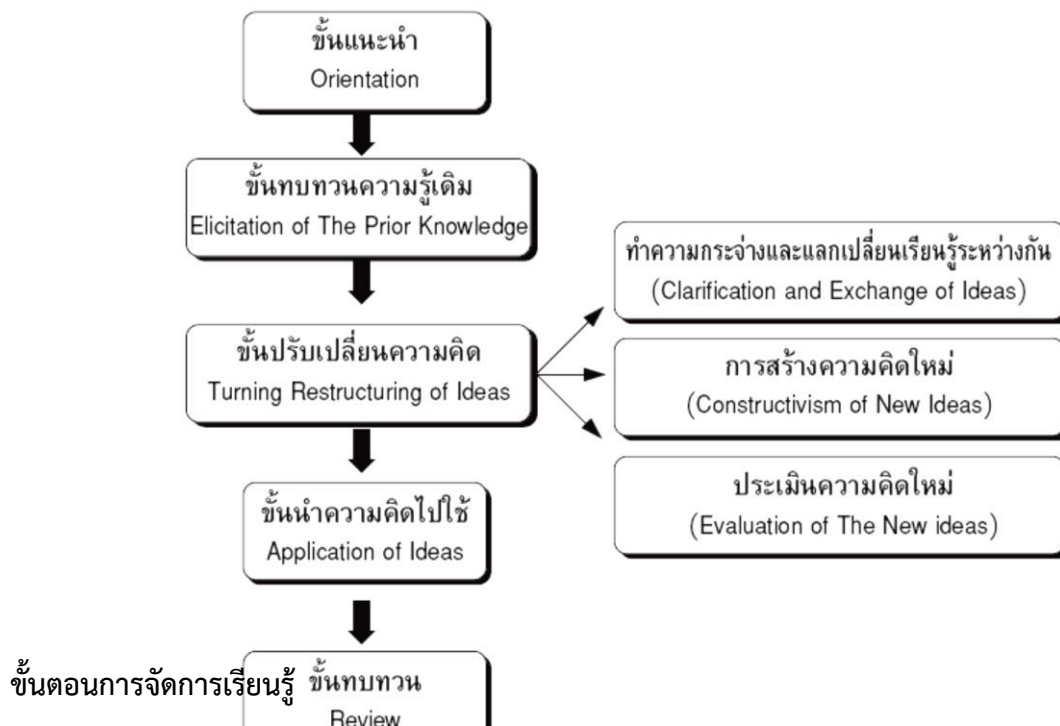 ขั้นแนะนำ
Orientation
ขั้นทบทวนความรู้เดิม
Elicitation of The Prior Knowledge
ขั้นปรับเปลี่ยนความคิด
Turning Restructuring of Ideas
ทำความกระจ่างและแลกเปลี่ยนเรียนรู้ระหว่างกัน
(Clarification and Exchange of Ideas)
การสร้างความคิดใหม่
(Constructivism of New Ideas)
ประเมินความคิดใหม่
(Evaluation of The New ideas)
ขั้นนำความคิดไปใช้
Application of Ideas
ขั้นตอนการจัดการเรียนรู้
ขั้นทบทวน
Review